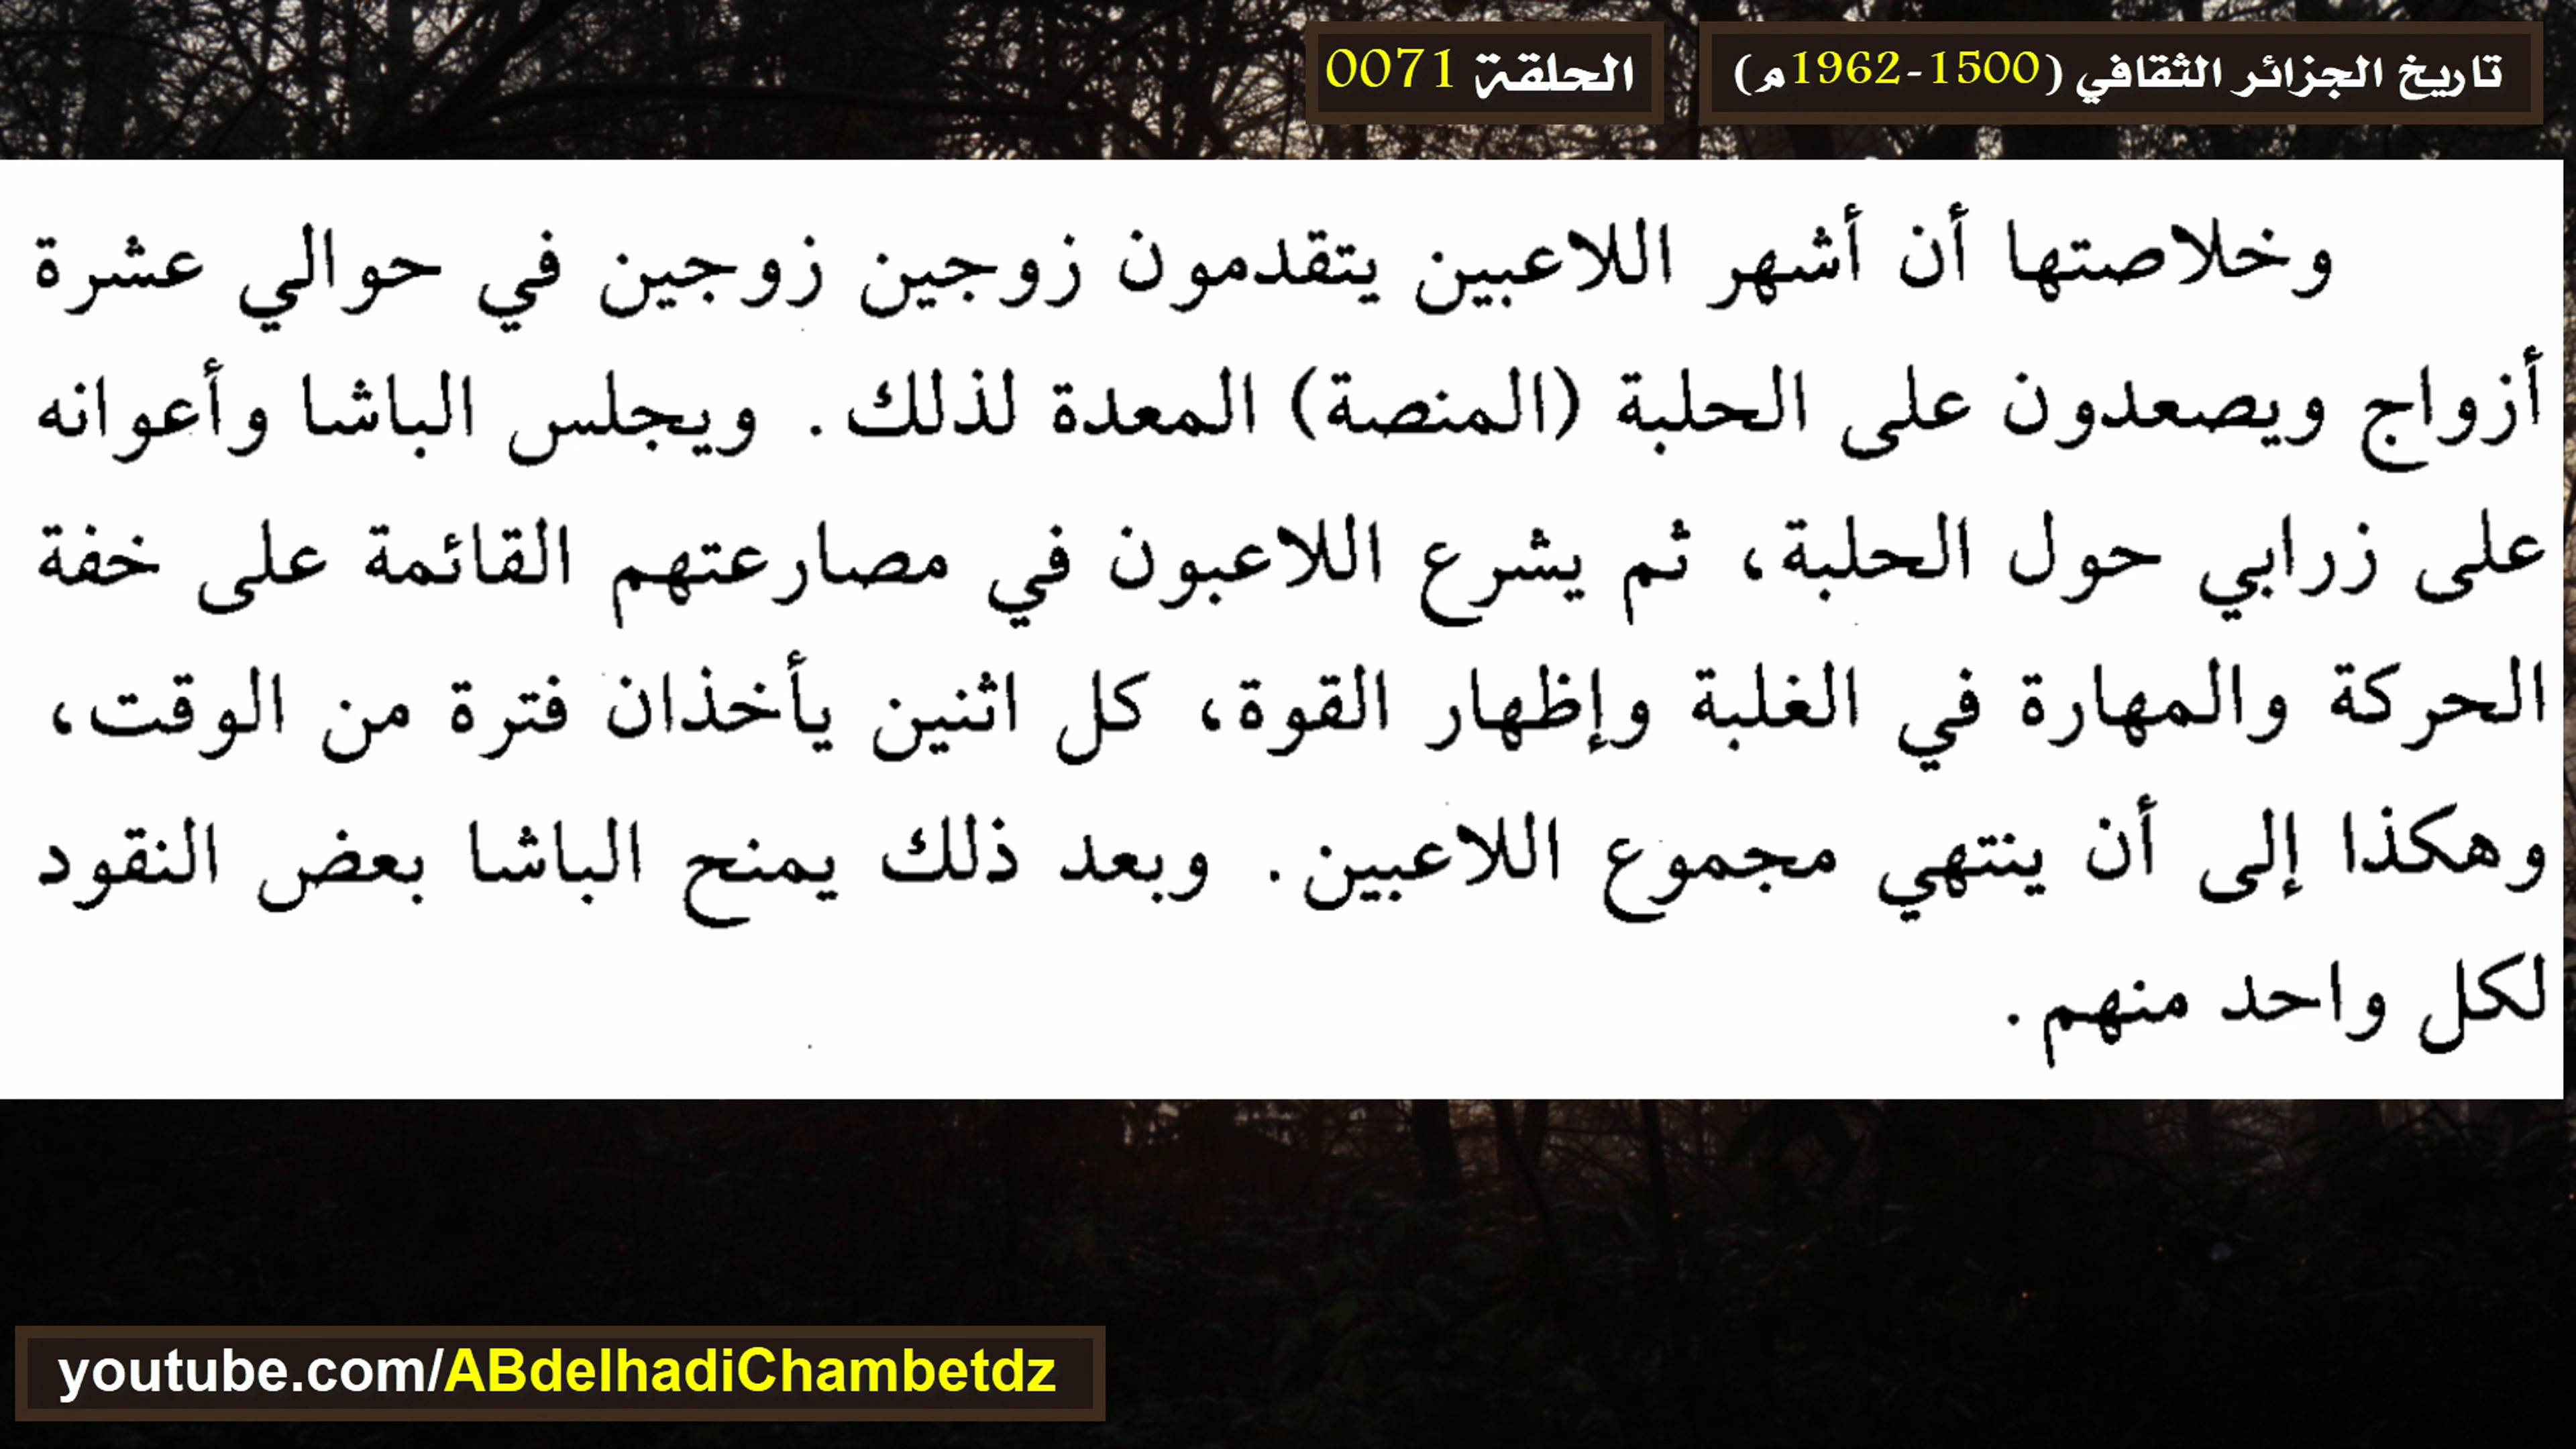 تاريخ الجزائر الثقافي (1500-1962م)
الحلقة 0071
وخلاصتها أن أشهر اللاعبين يتقدمون زوجين زوجين في حوالي عشرة
أزواج ويصعدون على الحلبة (المنصة) المعدة لذلك. ويجلس الباشا وأعوانه
على زرابي حول الحلبة، ثم يشرع اللاعبون في مصارعتهم القائمة على خفة
الحركة والمهارة في الغلبة وإظهار القوة، كل اثنين يأخذان فترة من الوقت،
وهكذا إلى أن ينتهي مجموع اللاعبين. وبعد ذلك يمنح الباشا بعض النقود
لكل واحد منهم.
youtube.com/ABdelhadiChambetdz